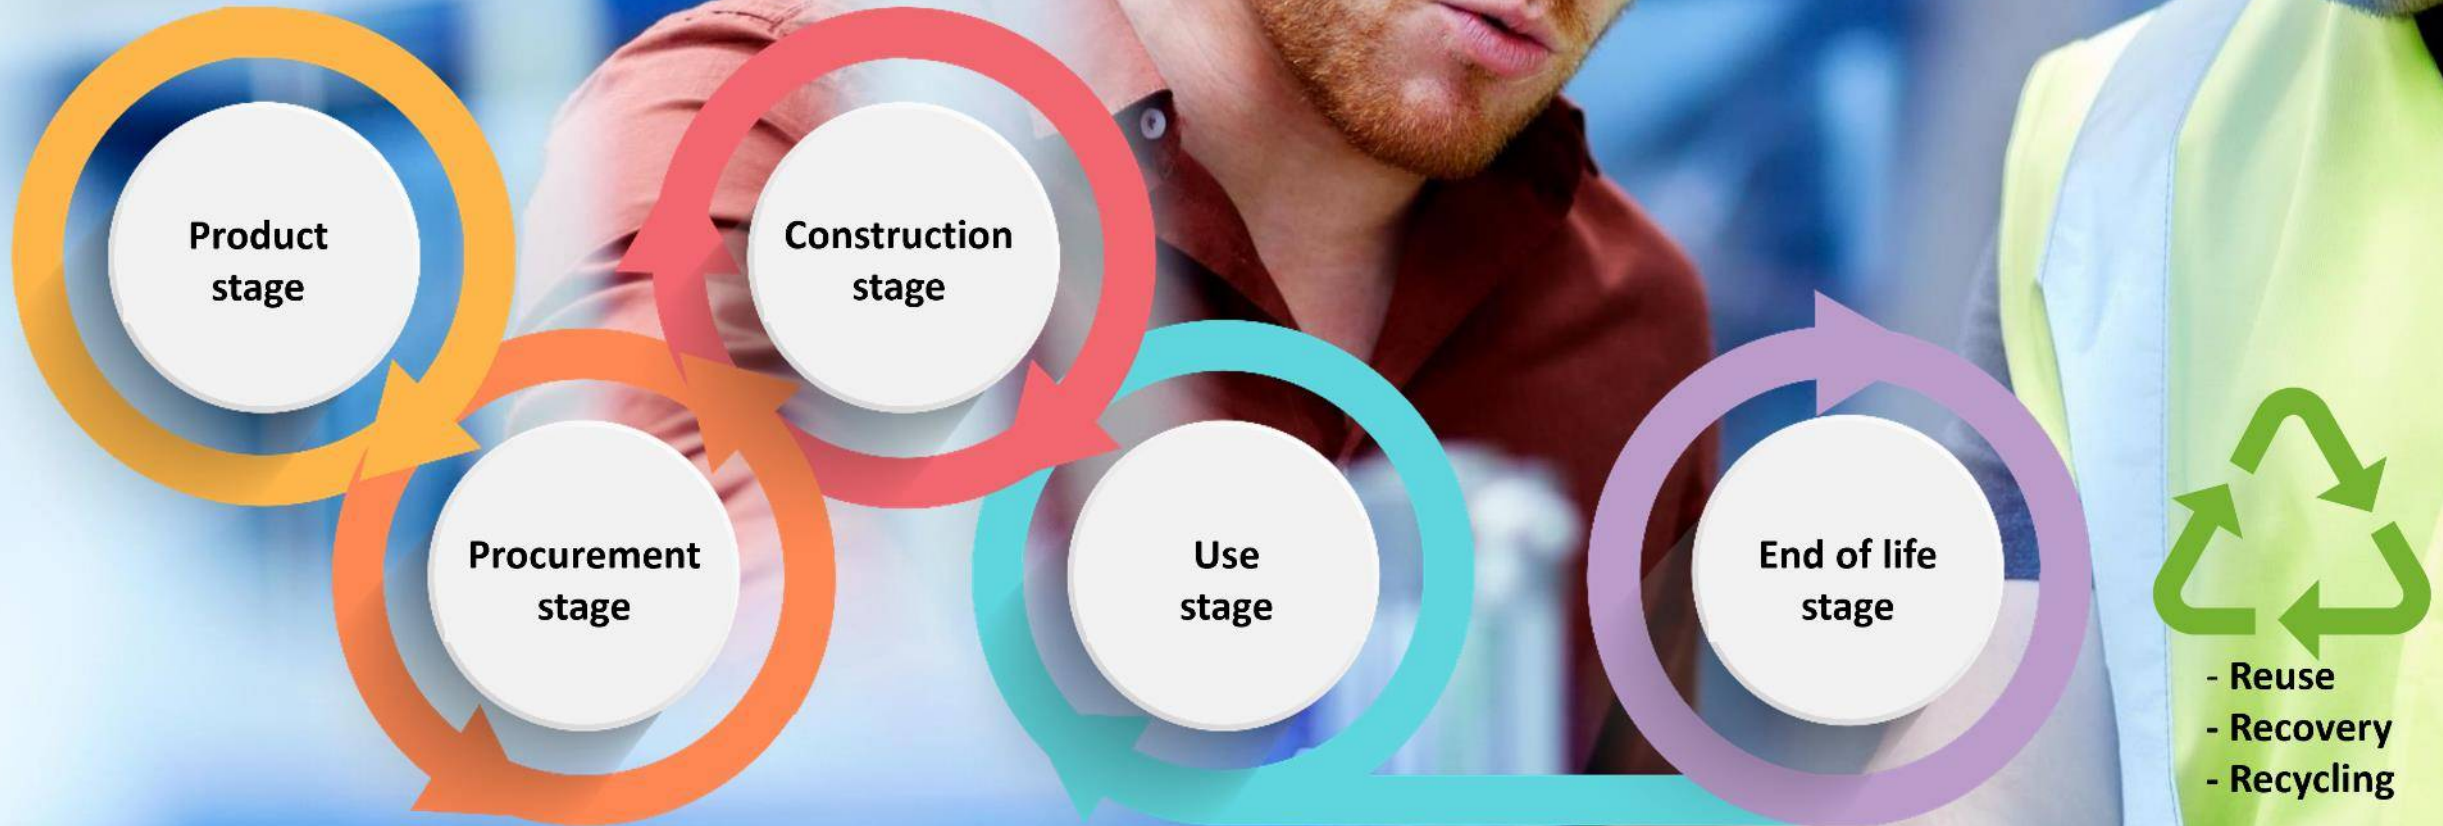 Product
stage
Procurement
stage
Construction
stage
Use
stage
End of life
stage
- Reuse
- Recovery
- Recycling